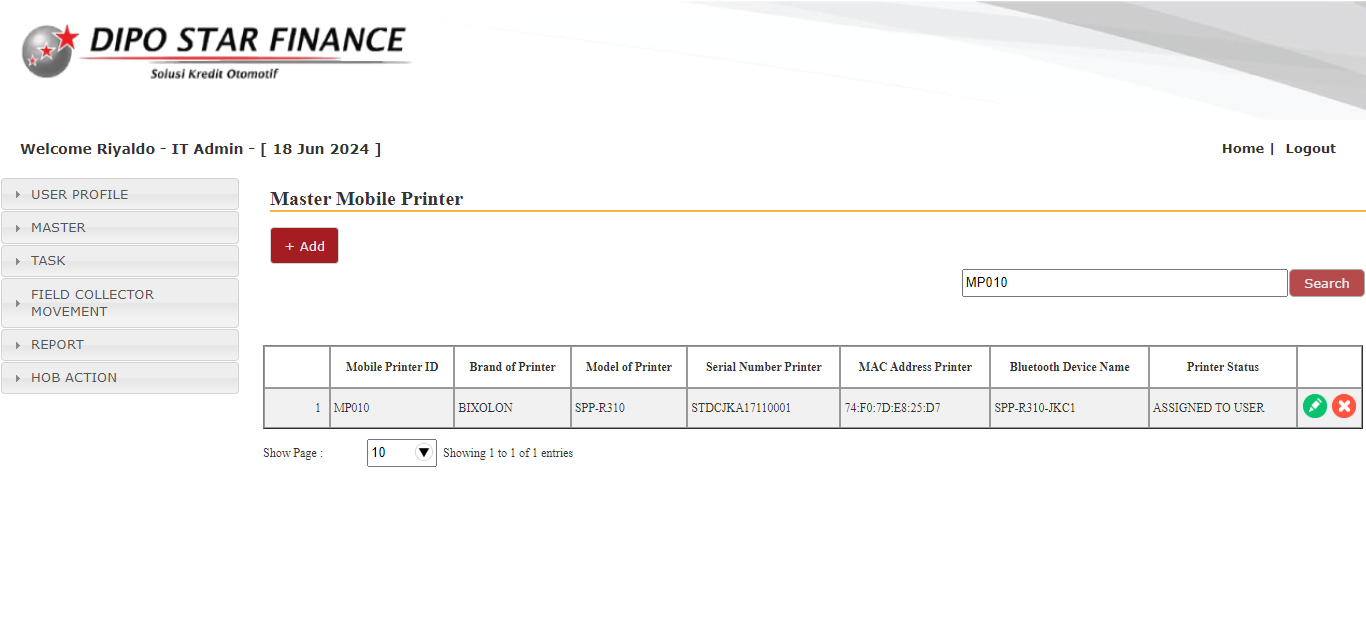 DIPO STAR FINANCE
Solusi Kredit Otomotif
Welcome Riyaldo - IT Admin - [ 18 Jun 2024 ]
Home | Logout
USER PROFILE
MASTER
TASK
FIELD COLLECTOR
MOVEMENT
REPORT
HOB ACTION
Master Mobile Printer
+ Add
MP010 Search
Mobile Printer ID Brand of Printer Model of Printer Serial Number Printer MAC Address Printer Bluetooth Device Name Printer Status
1 MP010 BIXOLON SPP-R310 STDCJKA17110001 74:F0:7D:E8:25:D7 SPP-R310-JKC1 ASSIGNED TO USER
Show Page : 10 Showing 1 to 1 of 1 entries